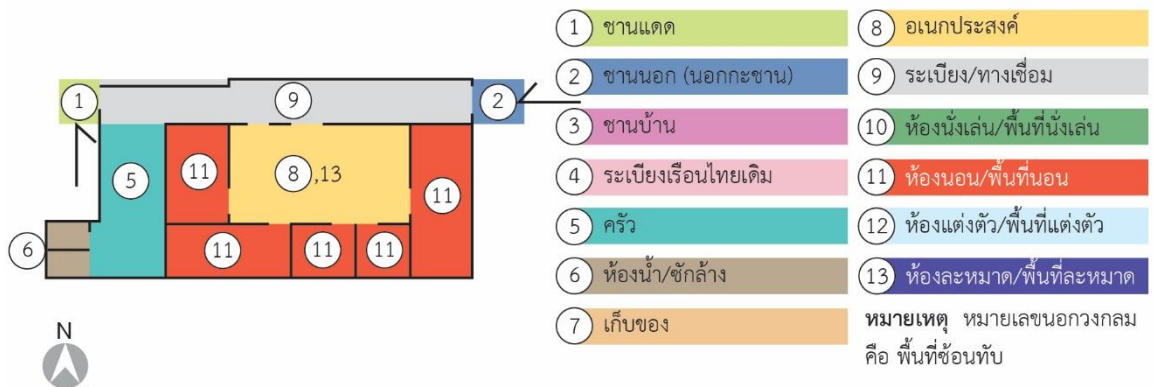 1
9
2
5
11
8,13
11
6
11
11
11
N
1 ชานแดด
2 ชานนอก (นอกกะชาน)
3 ชานบ้าน
4 ระเบียงเรือนไทยเดิม
5 ครัว
6 ห้องน้ำ/ซักล้าง
7 เก็บของ
8 อเนกประสงค์
9 ระเบียง/ทางเชื่อม
10 ห้องนั่งเล่น/พื้นที่นั่งเล่น
11 ห้องนอน/พื้นที่นอน
12 ห้องแต่งตัว/พื้นที่แต่งตัว
13 ห้องละหมาด/พื้นที่ละหมาด
หมายเหตุ หมายเลขนอกวงกลม
คือ พื้นที่ซ้อนทับ